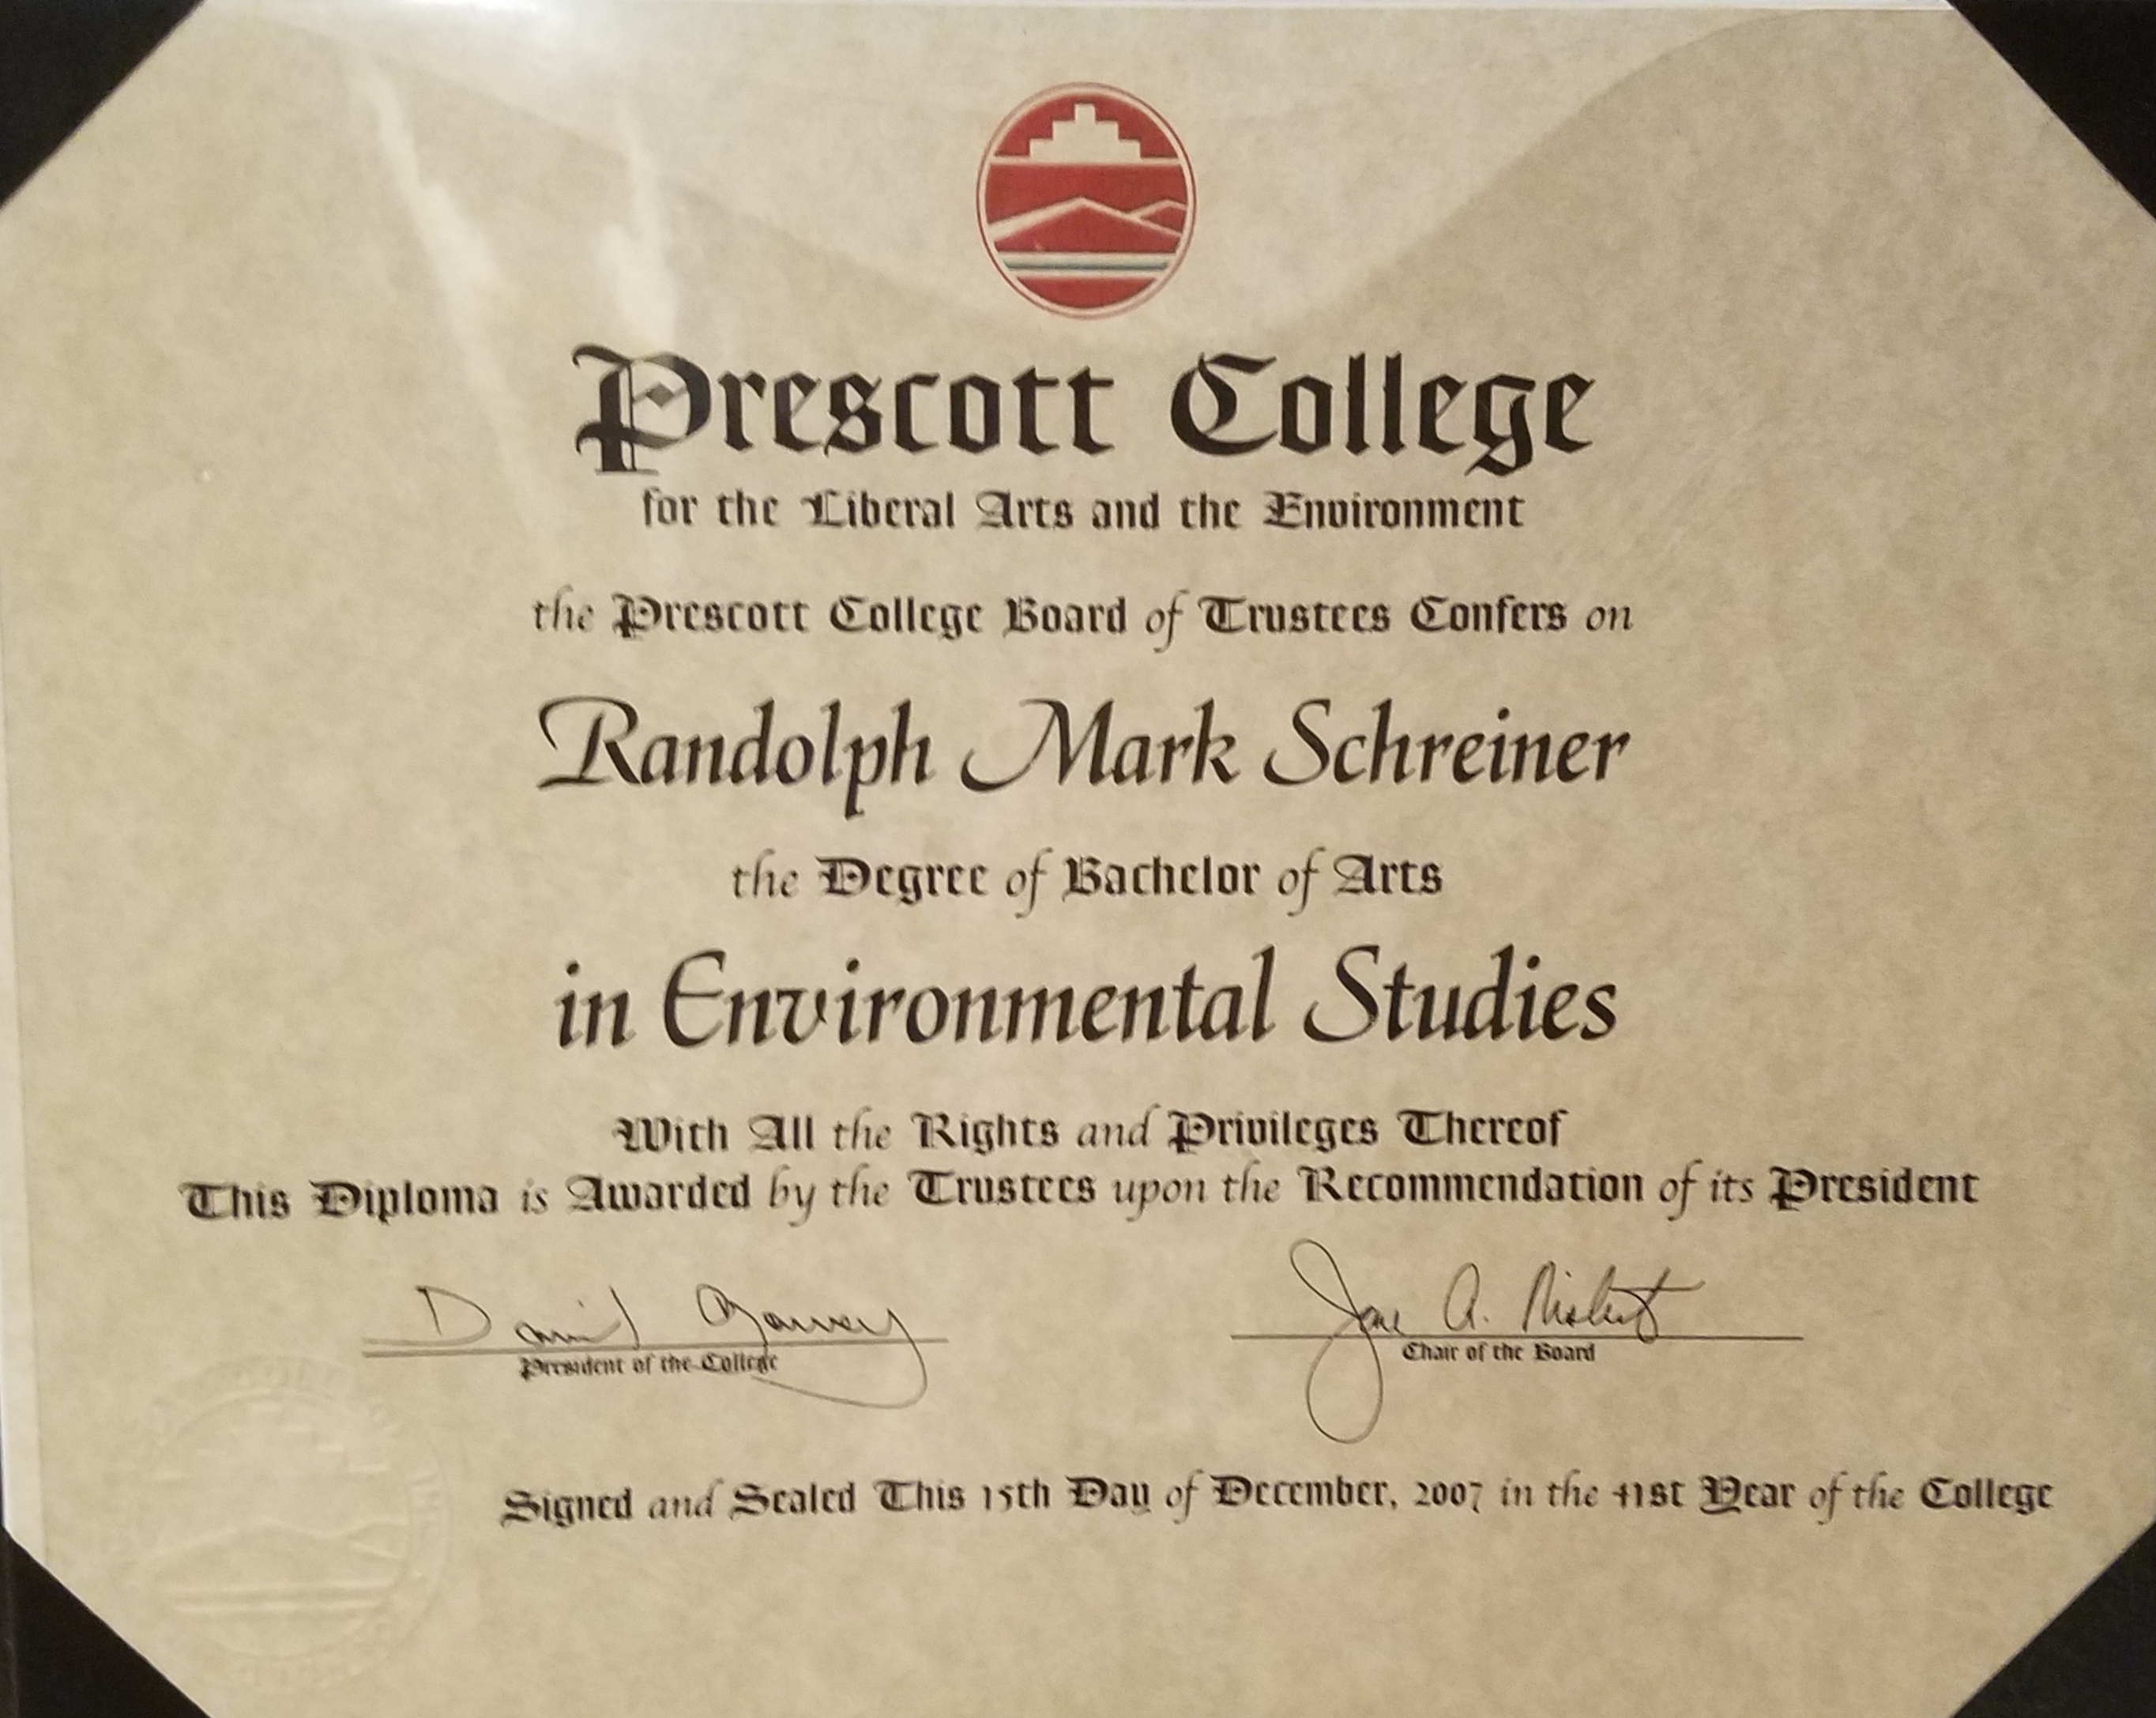 Prescott College
for the Liberal Arts and the Environment
the Prescott College Board of Trustees Confers on
Randolph Mark Schreiner
the Degree of Bachelor of Arts
in Environmental Studies
With All the Rights and Privileges Thereof
This Diploma is Awarded by the Trustees upon the Recommendation of its President
Daniel Garvey
President of the College
A.
Chair of the Board
Signed and Sealed This 15th Day of December, 2007 in the 41st Year of the College